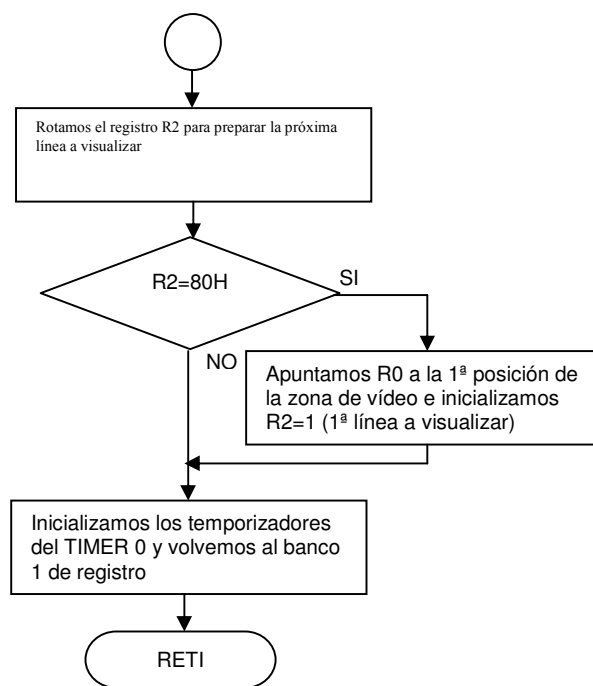 Rotamos el registro R2 para preparar la próxima
línea a visualizar
R2=80H
SI
NO
Apuntamos R0 a la 1ª posición de
la zona de vídeo e inicializamos
R2=1 (1ª línea a visualizar)
Inicializamos los temporizadores
del TIMER 0 y volvemos al banco
1 de registro
RETI